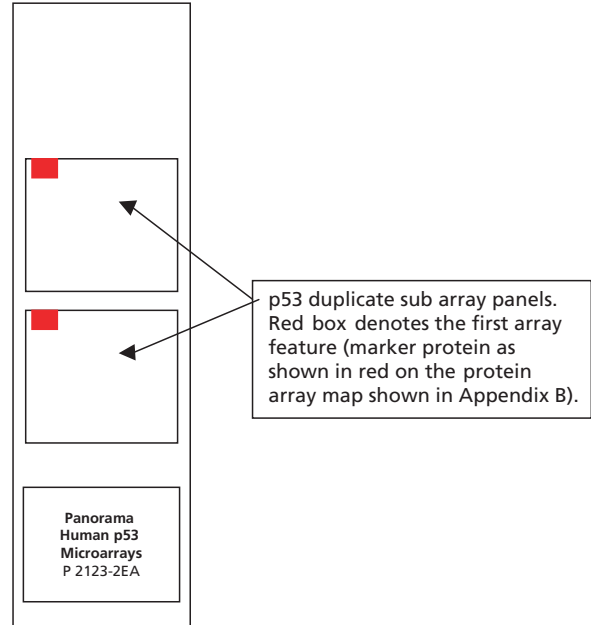 p53 duplicate sub array panels.
Red box denotes the first array
feature (marker protein as
shown in red on the protein
array map shown in Appendix B).
Panorama
Human p53
Microarrays
P 2123-2EA